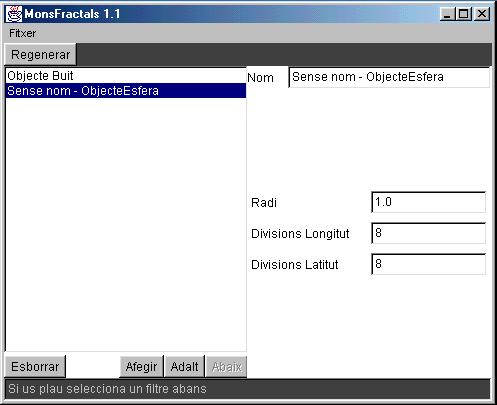 MonsFractals 1.1
Fitxer
Regenerar
Objecte Buit
Sense nom - ObjecteEsfera
Nom Sense nom - ObjecteEsfera
Radi 1.0
Divisions Longitut 8
Divisions Latitut 8
Esborrar Afegir Adalt Abaix
Si us plau selecciona un filtre abans